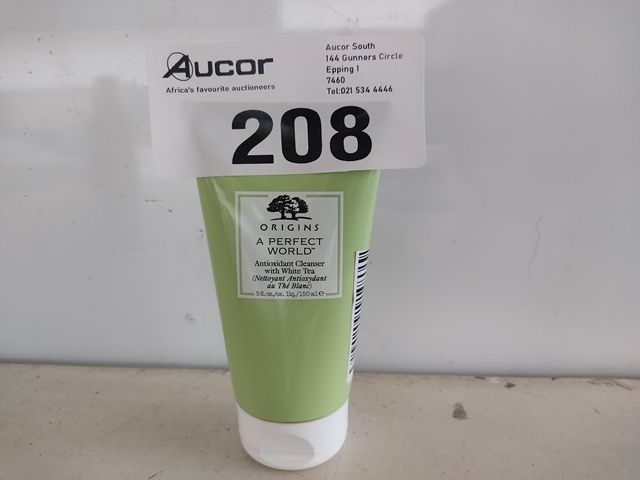 Aucor
Africa's favourite auctioneers
Aucor South
144 Gunners Circle
Epping 1
7460
Tel:021 534 4446
208
ORIGINS
A PERFECT
WORLD™
Antioxidant Cleanser
with White Tea
(Nettoyant Antioxydant
au Thé Blanc)
5 fl.oz./oz. liq./150 ml ℮